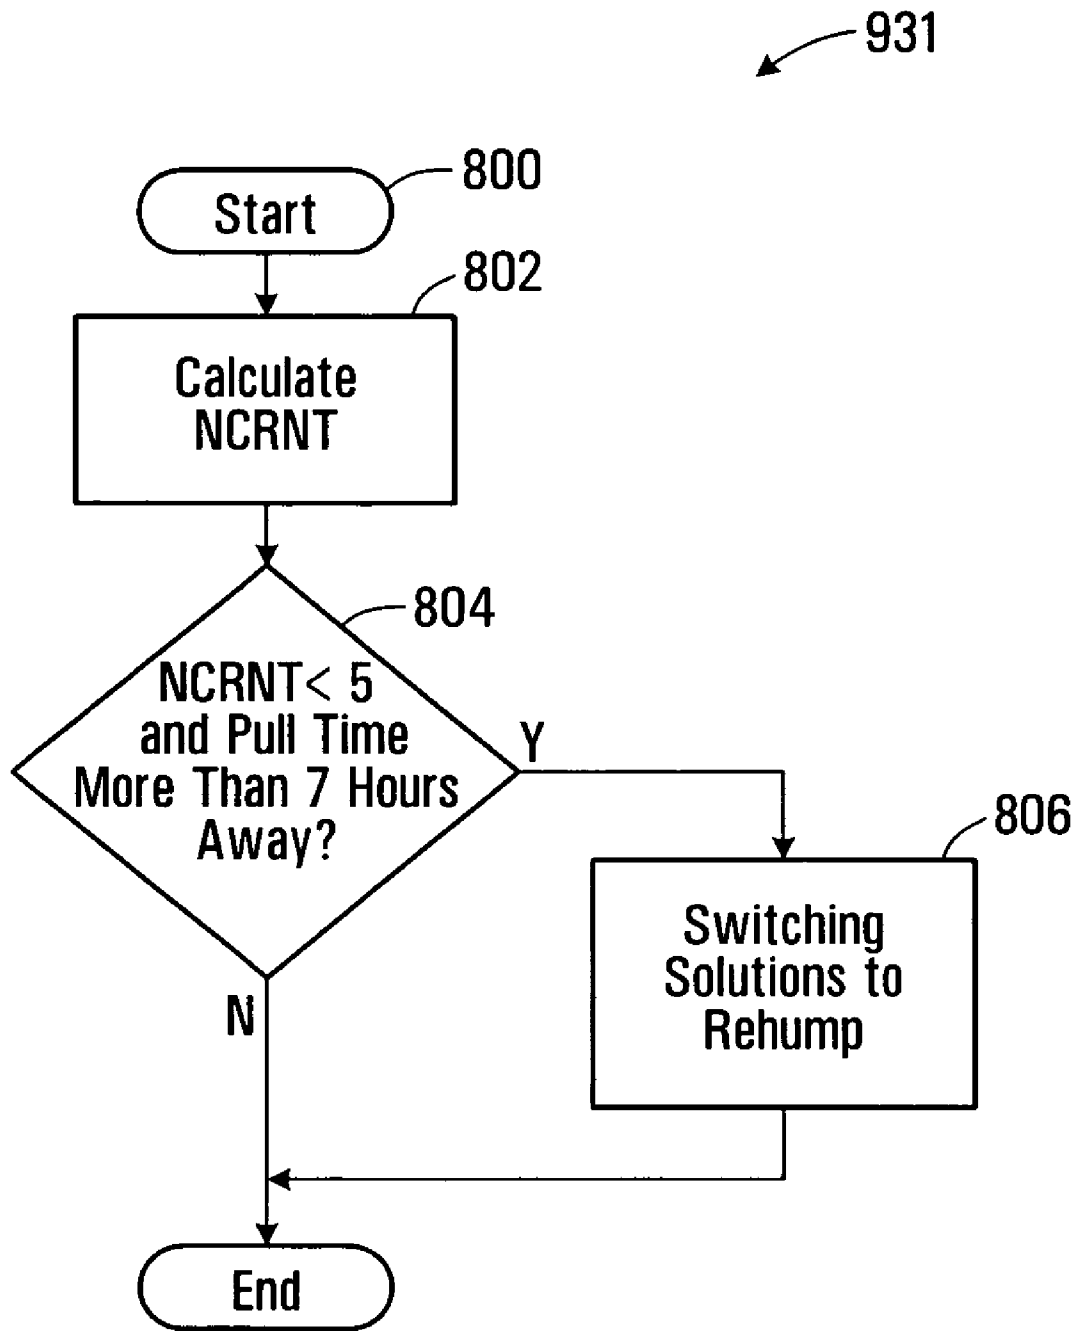 931
800
Start
802
Calculate
NCRNT
804
NCRNT< 5
and Pull Time
More Than 7 Hours
Away?
Y
806
Switching
Solutions to
Rehump
N
End